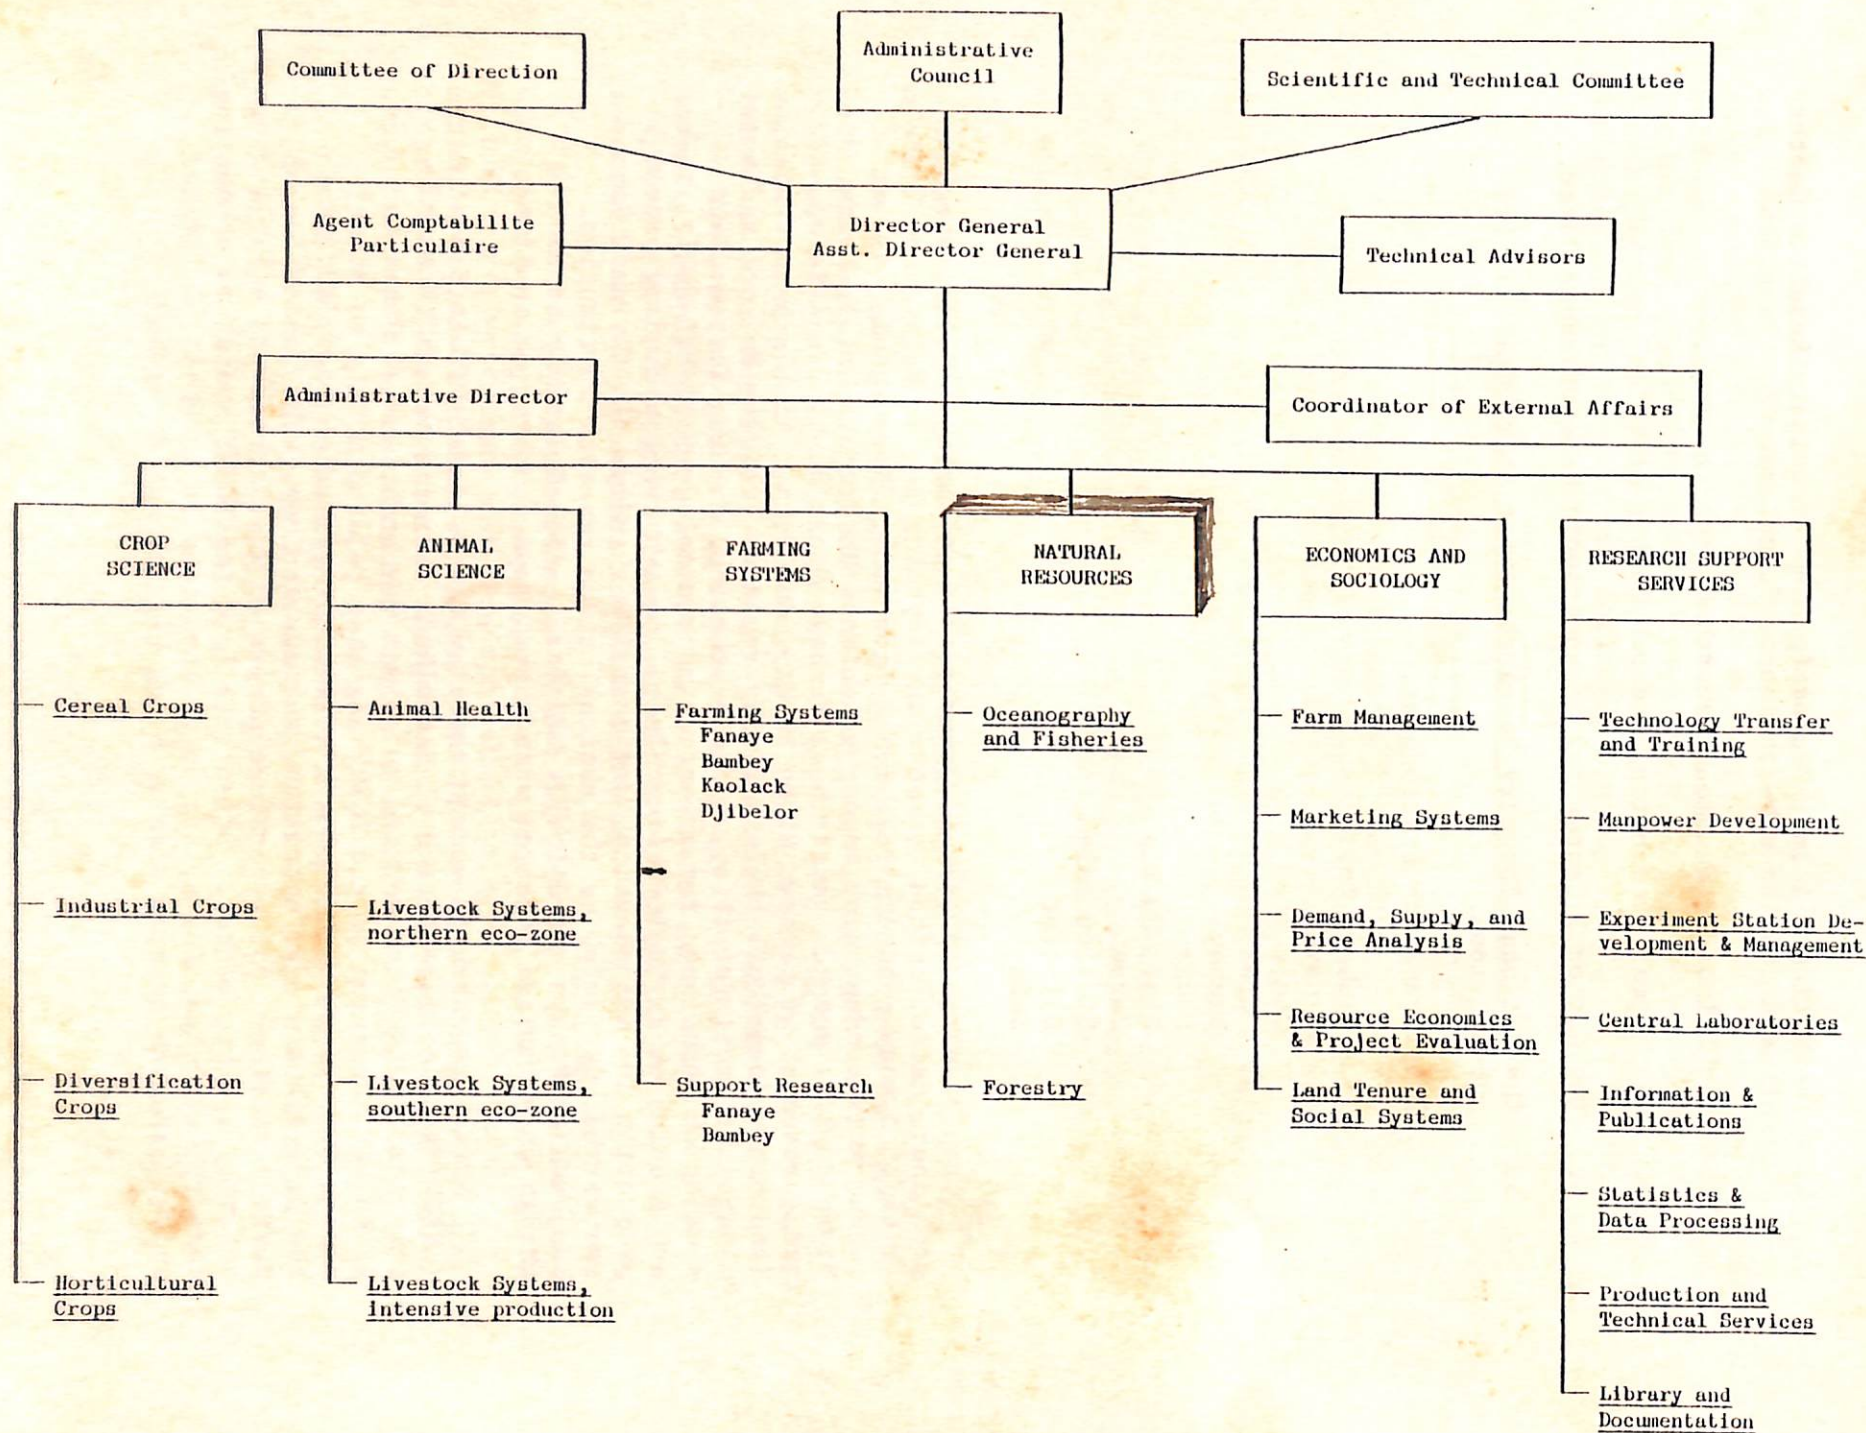 Committee of Direction
Administrative
Council
Scientific and Technical Committee
Agent Comptabilite
Particulaire
Director General
Asst. Director General
Technical Advisors
Administrative Director
Coordinator of External Affairs
CROP
SCIENCE
ANIMAL
SCIENCE
FARMING
SYSTEMS
NATURAL
RESOURCES
ECONOMICS AND
SOCIOLOGY
RESEARCH SUPPORT
SERVICES
Cereal Crops
Industrial Crops
Diversification
Crops
Horticultural
Crops
Animal Health
Livestock Systems,
northern eco-zone
Livestock Systems,
southern eco-zone
Livestock Systems,
intensive production
Farming Systems
Fanaye
Bambey
Kaolack
Djibelor
Support Research
Fanaye
Bambey
Oceanography
and Fisheries
Forestry
Farm Management
Marketing Systems
Demand, Supply, and
Price Analysis
Resource Economics
& Project Evaluation
Land Tenure and
Social Systems
Technology Transfer
and Training
Manpower Development
Experiment Station De-
velopment & Management
Central Laboratories
Information &
Publications
Statistics &
Data Processing
Production and
Technical Services
Library and
Documentation